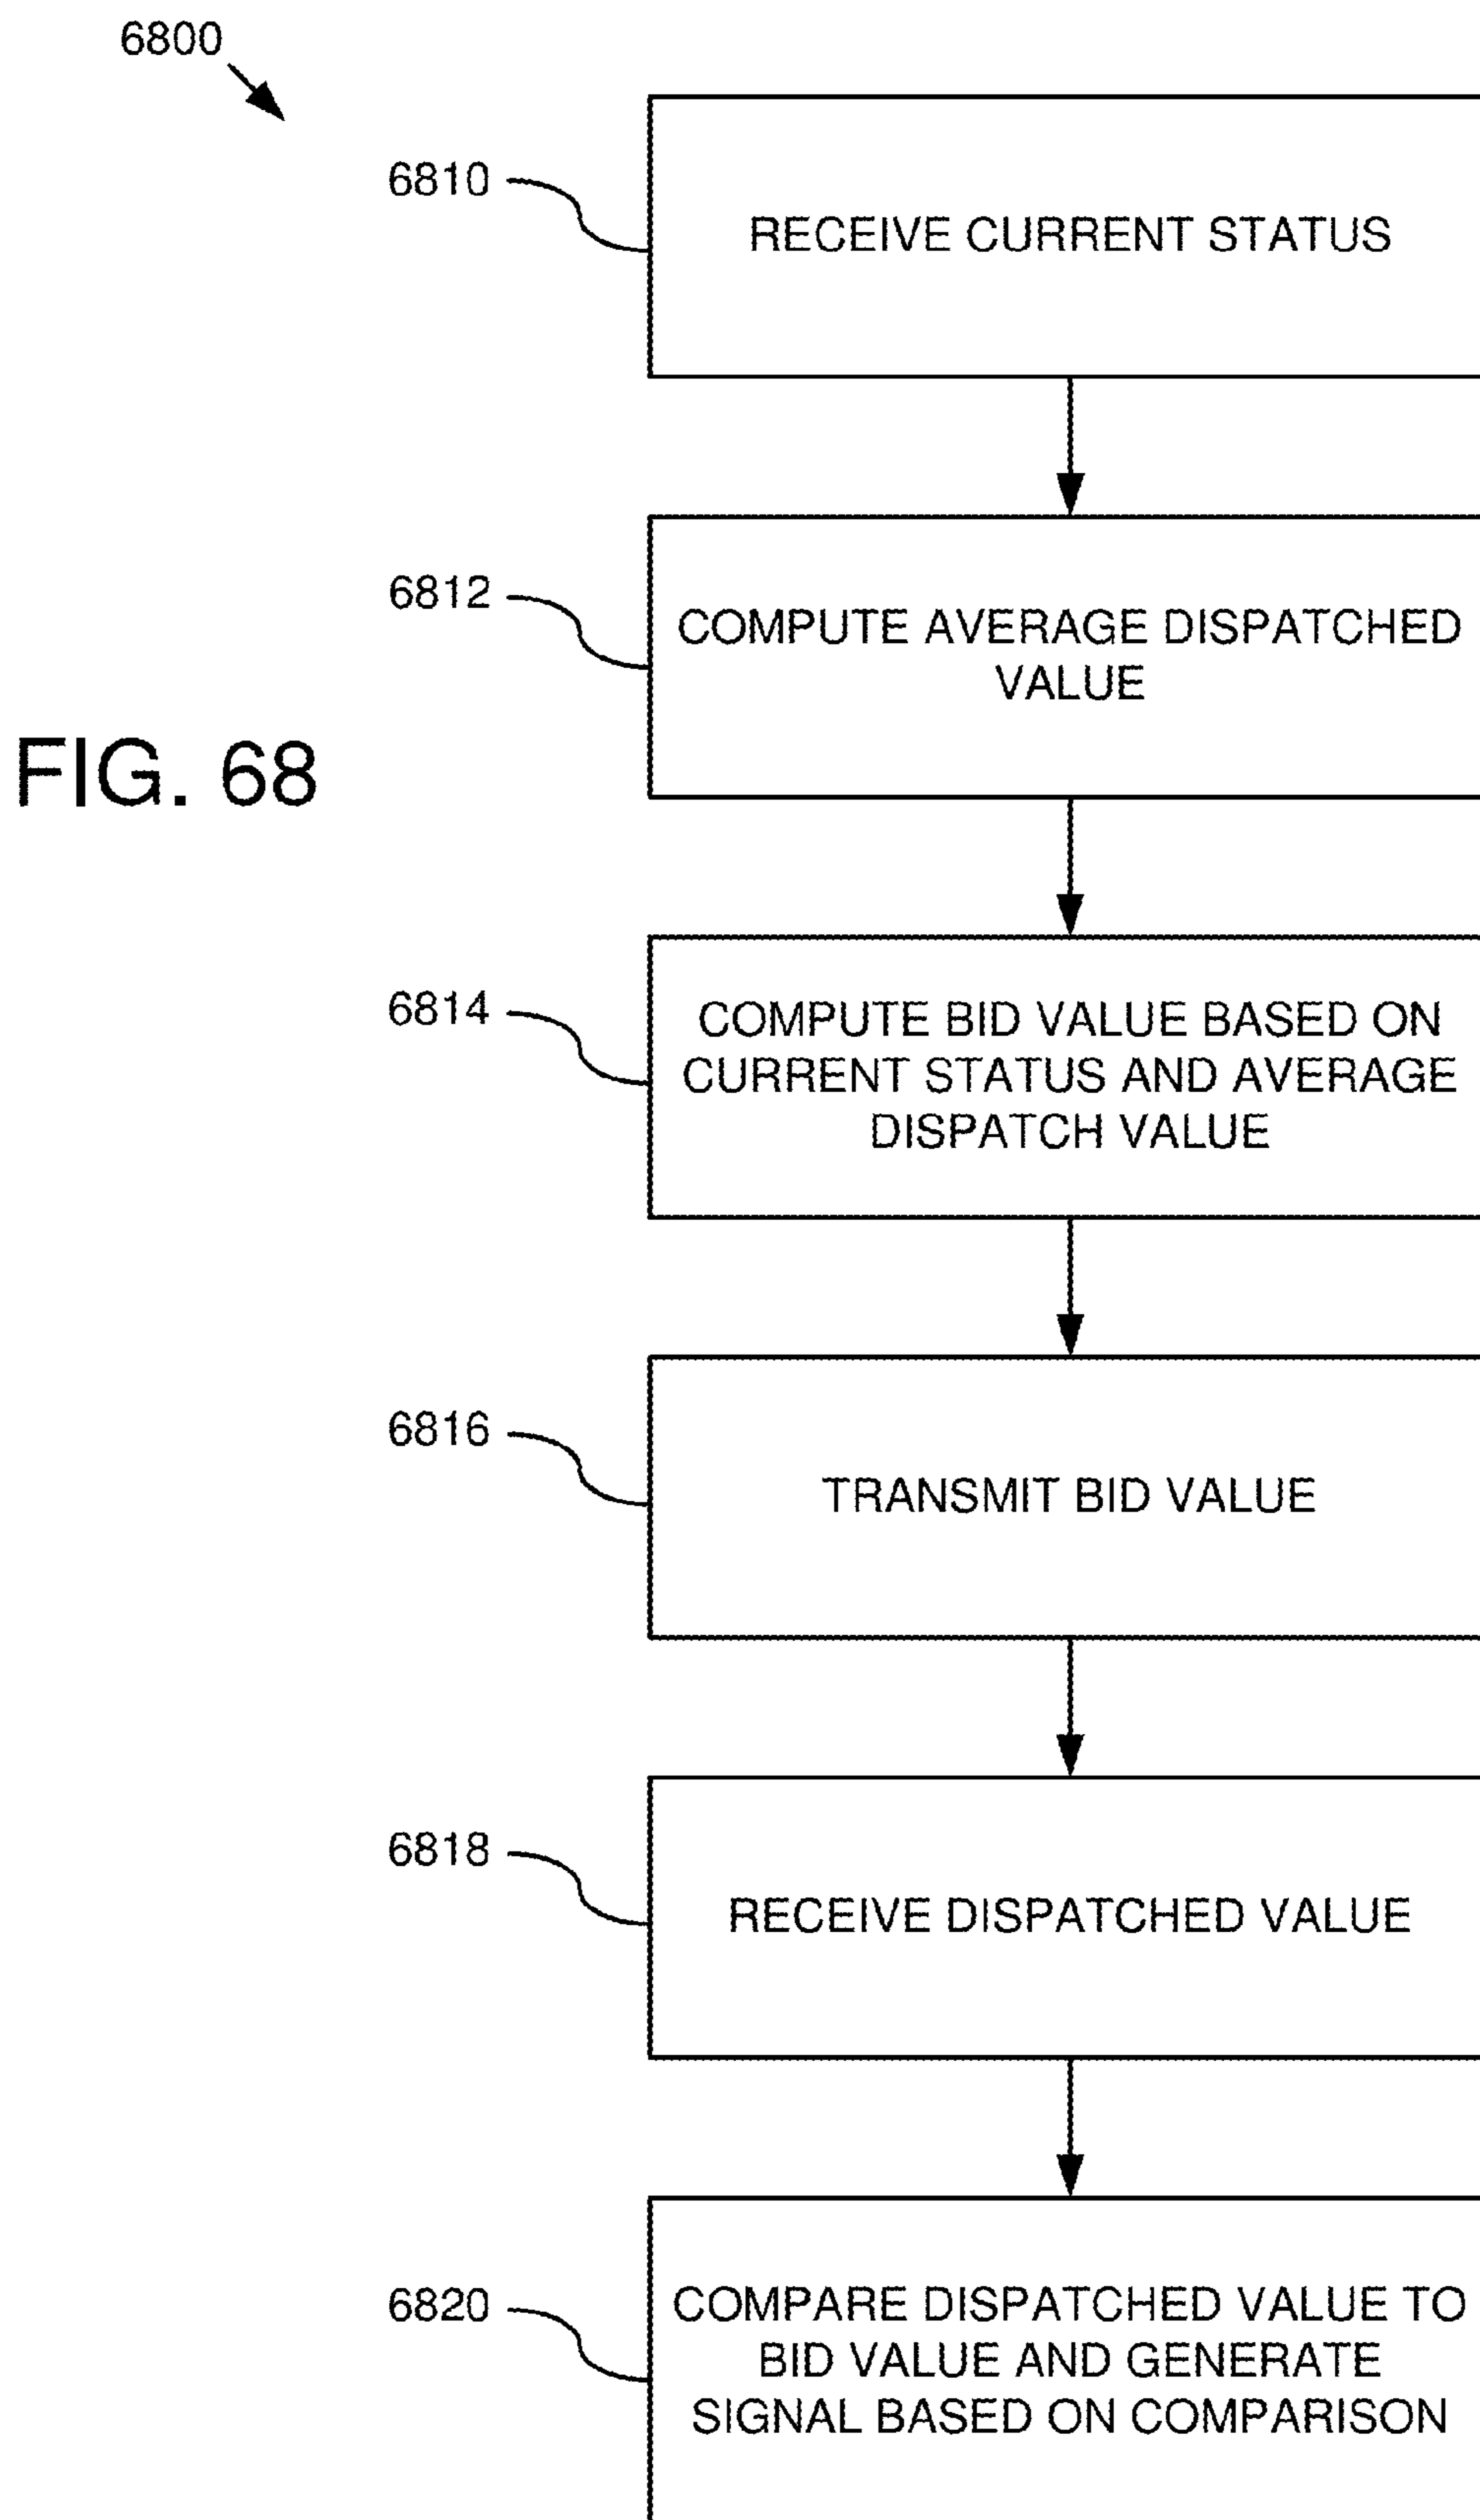 6800
6810
RECEIVE CURRENT STATUS
6812
COMPUTE AVERAGE DISPATCHED
VALUE
FIG. 68
6814
COMPUTE BID VALUE BASED ON
CURRENT STATUS AND AVERAGE
DISPATCH VALUE
6816
TRANSMIT BID VALUE
6818
RECEIVE DISPATCHED VALUE
6820
COMPARE DISPATCHED VALUE TO
BID VALUE AND GENERATE
SIGNAL BASED ON COMPARISON